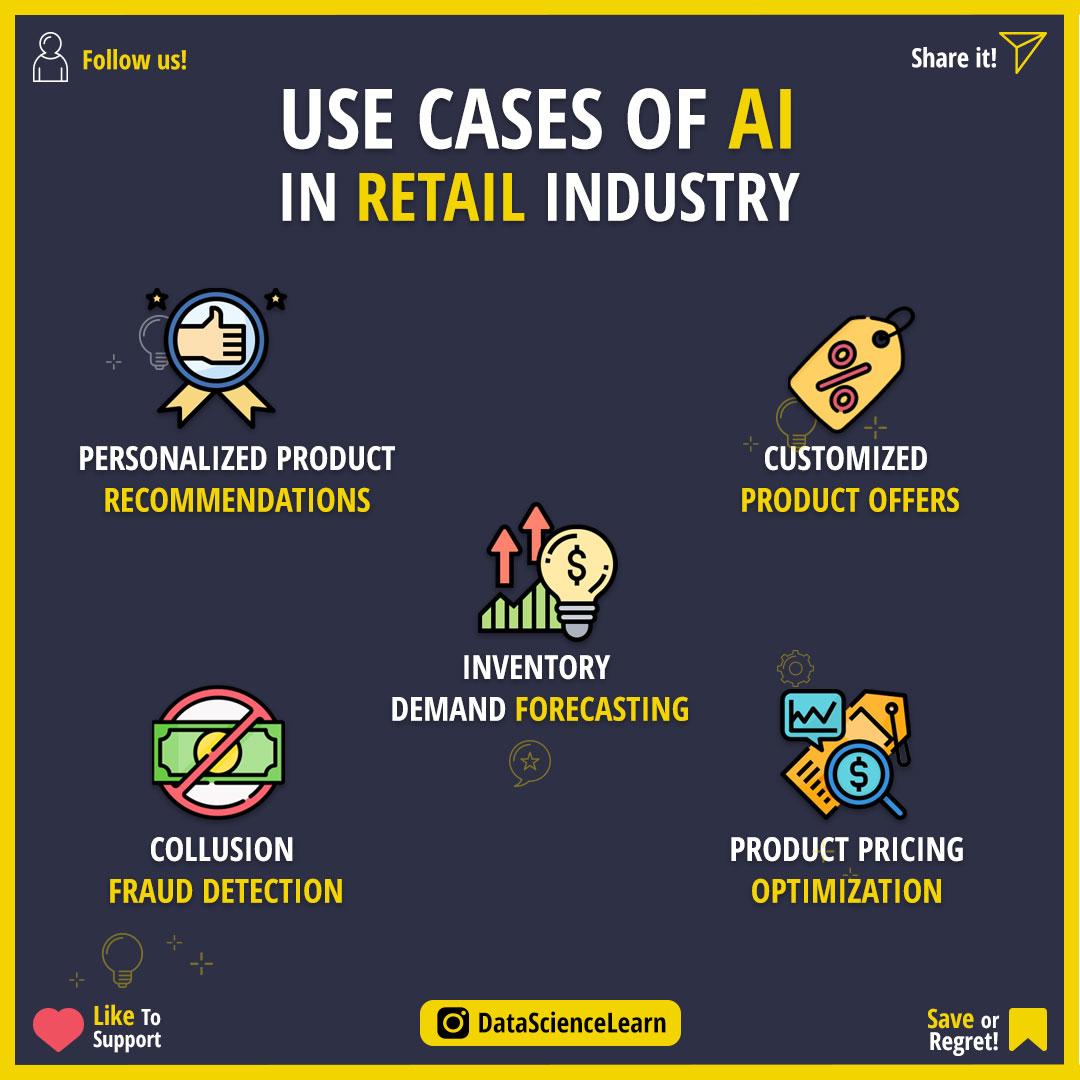 Follow us!
Share it!
USE CASES OF AI
IN RETAIL INDUSTRY
PERSONALIZED PRODUCT
RECOMMENDATIONS
CUSTOMIZED
PRODUCT OFFERS
$
INVENTORY
DEMAND FORECASTING
$
COLLUSION
FRAUD DETECTION
PRODUCT PRICING
OPTIMIZATION
Like To
Support
DataScienceLearn
Save or
Regret!